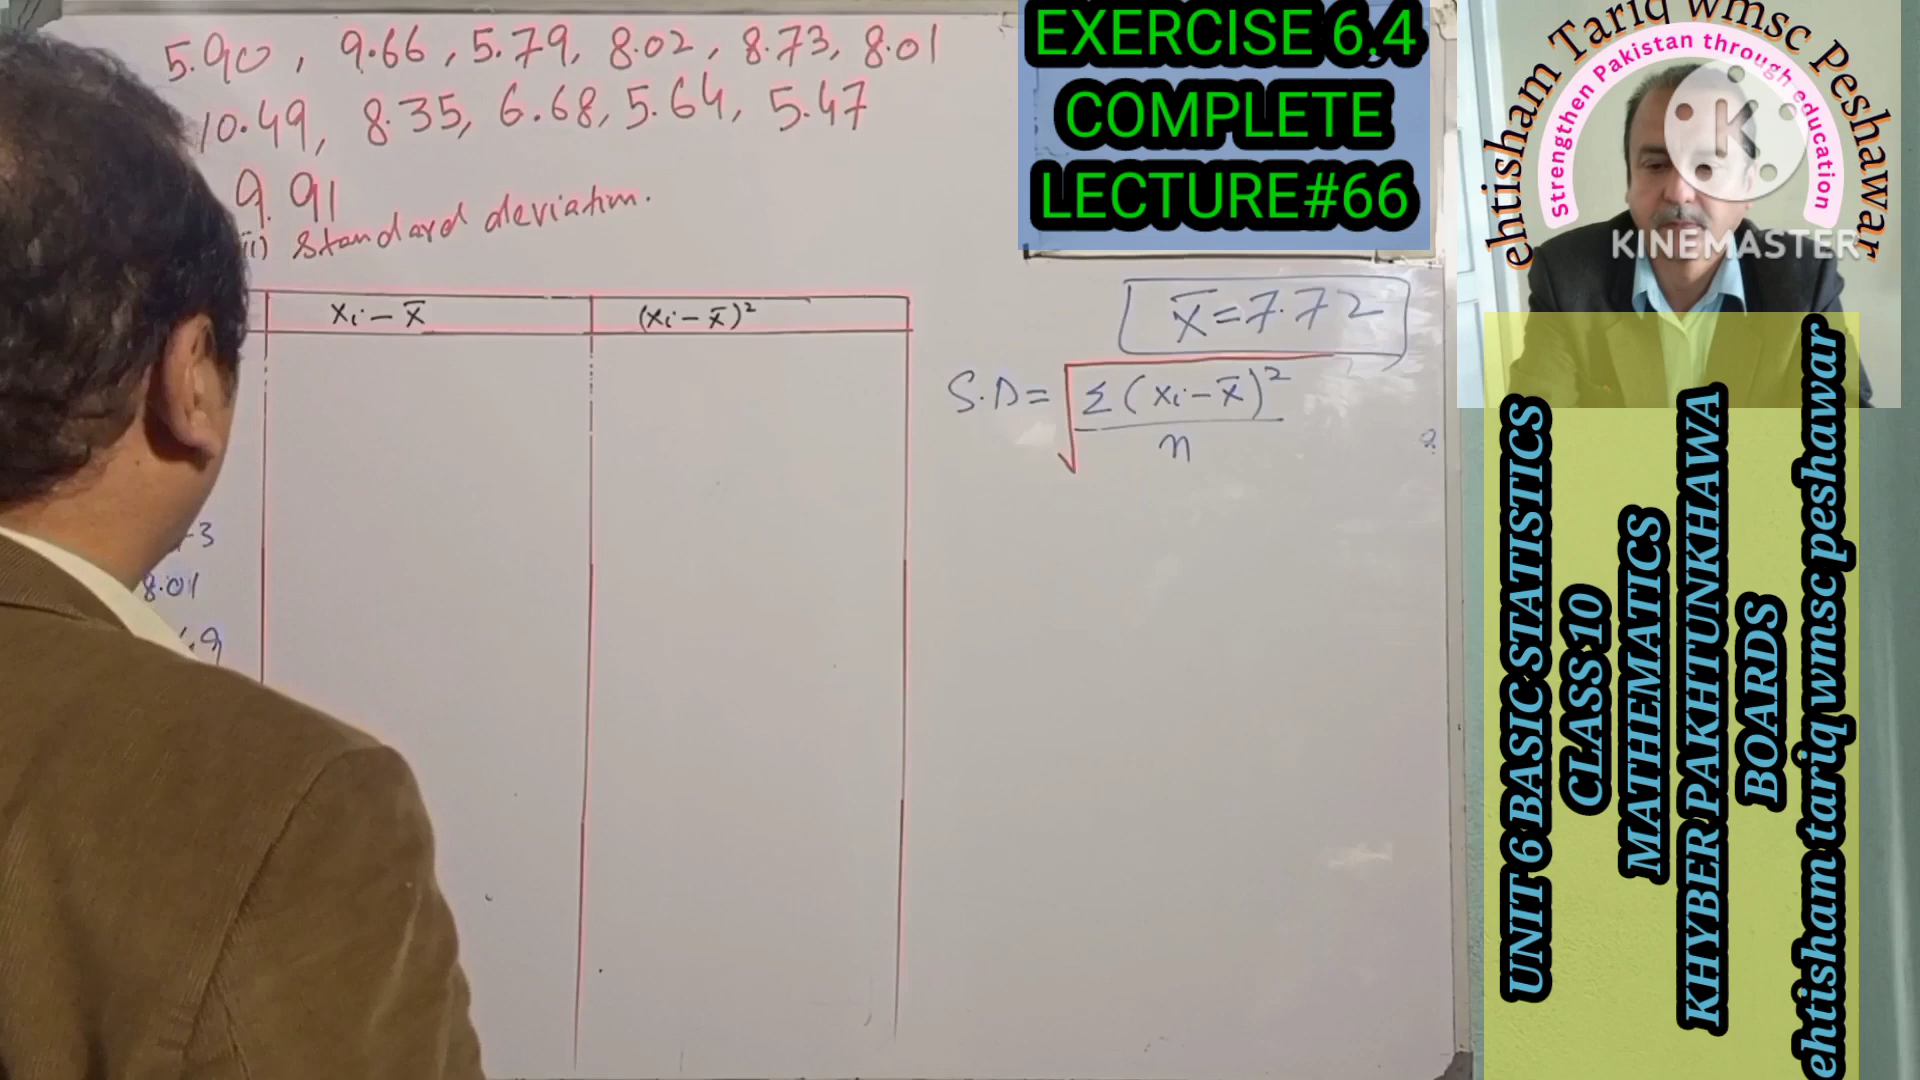 5.90, 9.66, 5.79, 8.02, 8.73, 8.01
10.49, 8.35, 6.68, 5.64, 5.47
9.91
ii) Standard deviation.
xi - x̄
(xi - x̄)²
8.01
x̄ = 7.72
S.D = √Σ(xi - x̄)²
n
EXERCISE 6.4
COMPLETE
LECTURE#66
ehtisham Tariq wmsc Peshawar
Strengthen Pakistan through education
K
KINEMASTER
UNIT 6 BASIC STATISTICS
CLASS 10
MATHEMATICS
KHYBER PAKHTUNKHAWA
BOARDS
ehtisham tariq wmsc peshawar